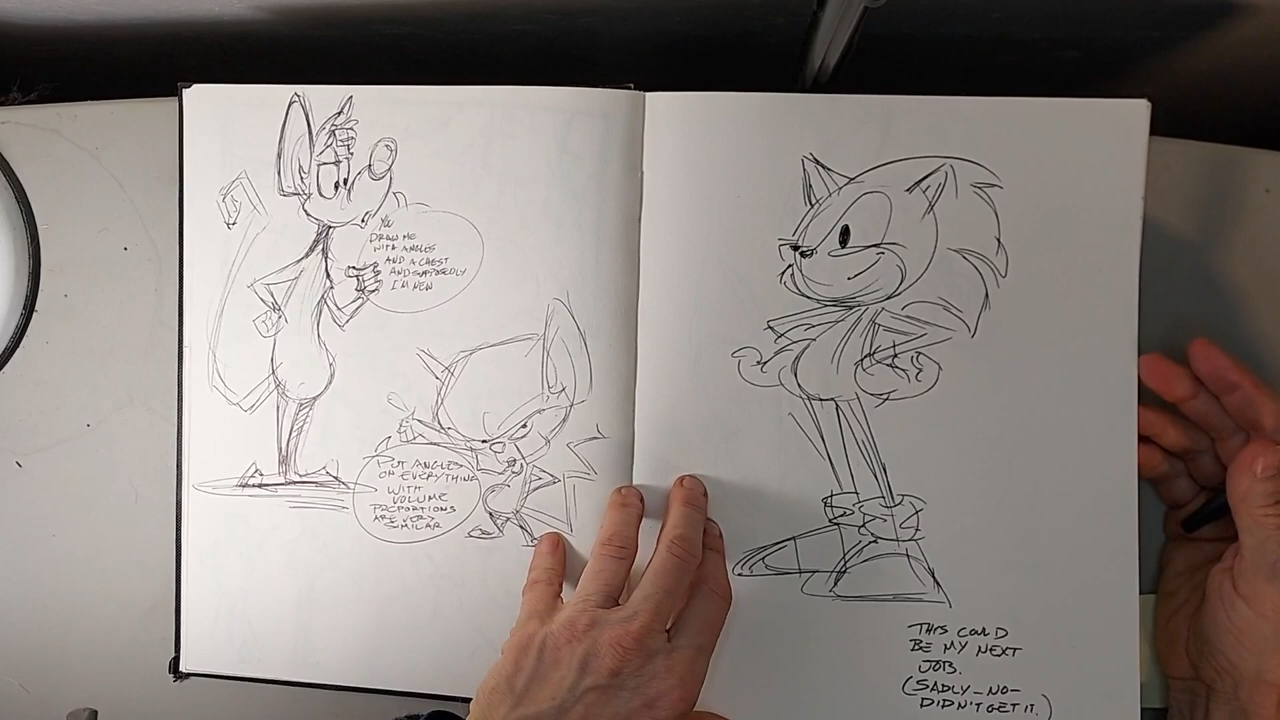 YOU
DRAW ME
WITH ANGLES
AND A CHEST
AND SUPPOSEDLY
I'M NEW
PUT ANGLES
ON EVERYTHING
WITH
VOLUME
PROPORTIONS
ARE VERY
SIMILAR
THIS COULD
BE MY NEXT
JOB.
(SADLY - NO -
DIDN'T GET IT.)